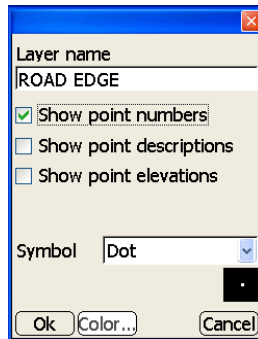 Layer name
ROAD EDGE
Show point numbers
Show point descriptions
Show point elevations
Symbol Dot
Ok Color... Cancel